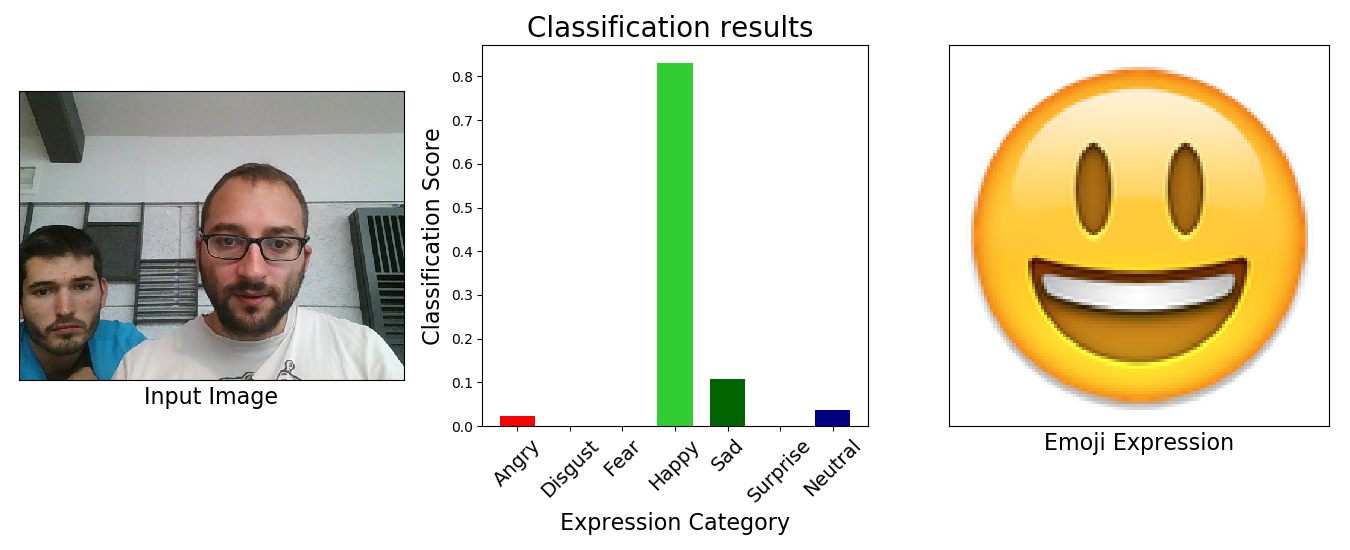 Classification results
Input Image
Classification Score
0.8
0.7
0.6
0.5
0.4
0.3
0.2
0.1
0.0
Angry
Disgust
Fear
Happy
Sad
Surprise
Neutral
Expression Category
Emoji Expression